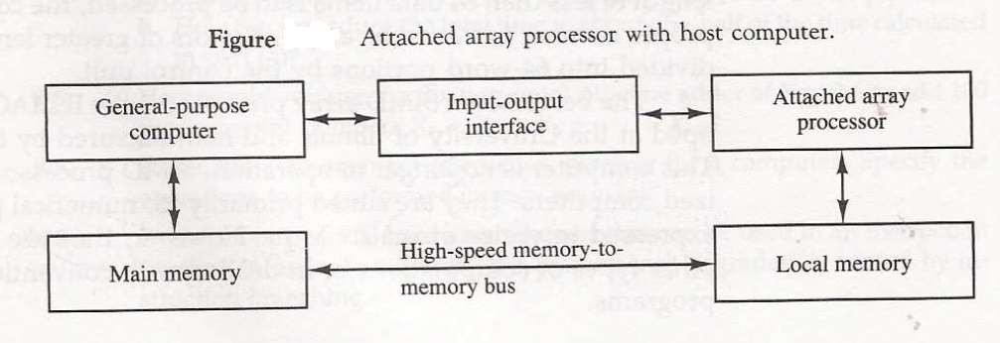 Figure Attached array processor with host computer.
General-purpose
computer
Input-output
interface
Attached array
processor
Main memory
High-speed memory-to-
memory bus
Local memory